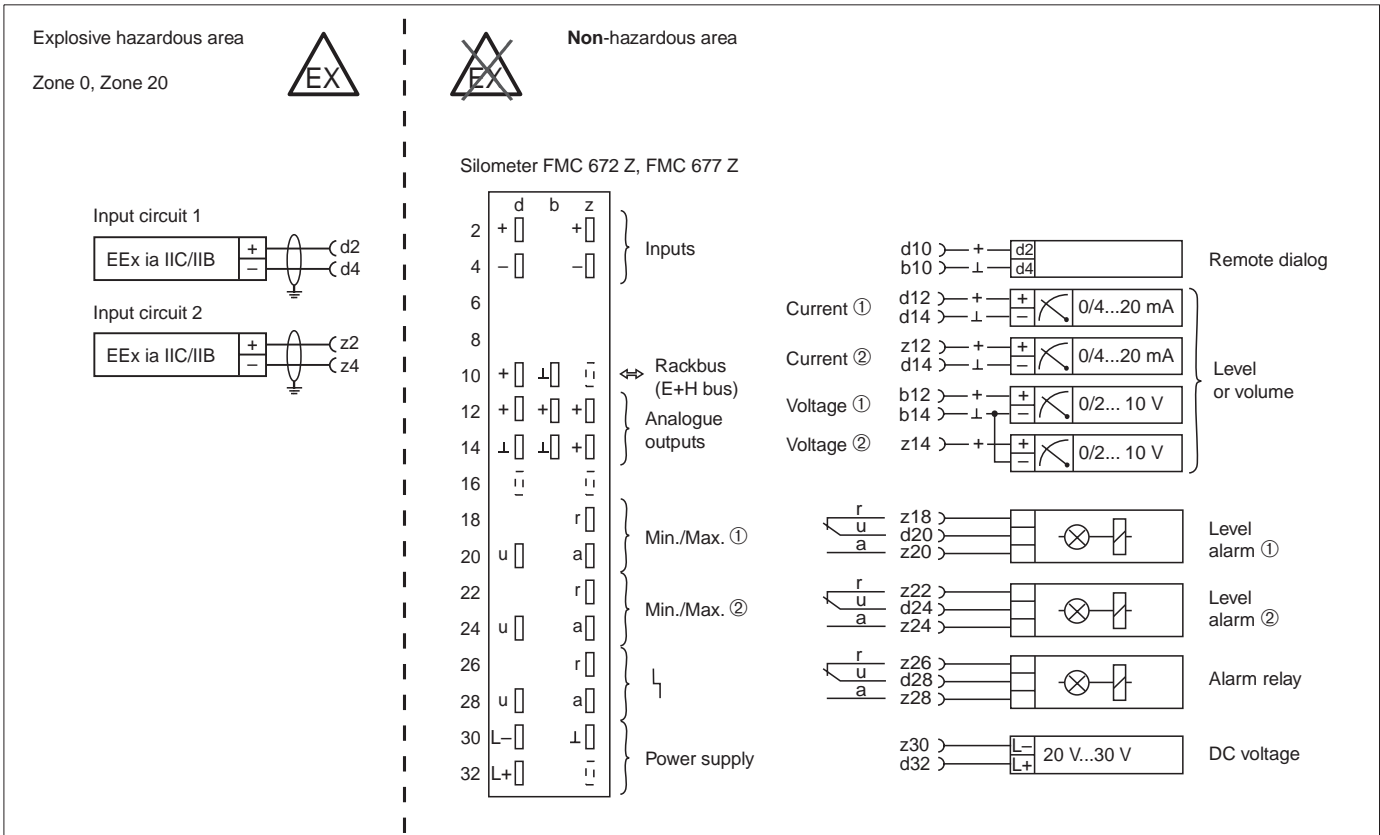 Explosive hazardous area
Zone 0, Zone 20
EX
EX
Non-hazardous area
Silometer FMC 672 Z, FMC 677 Z
Input circuit 1
EEx ia IIC/IIB
+
–
d2
d4
Input circuit 2
EEx ia IIC/IIB
+
–
z2
z4
d b z
2 + +
4 – –
Inputs
6
8
10 + ⊥
Rackbus
(E+H bus)
12 + + +
14 ⊥ ⊥ +
Analogue
outputs
16
18 r
20 u a
Min./Max. ①
22 r
24 u a
Min./Max. ②
26 r
28 u a
30 L– ⊥
32 L+
Power supply
d10 + d2
b10 ⊥ d4
Remote dialog
Current ①
d12 + +
d14 ⊥ –
0/4...20 mA
Current ②
z12 + +
d14 ⊥ –
0/4...20 mA
Voltage ①
b12 + +
b14 ⊥ –
0/2... 10 V
Voltage ②
z14 + +
–
0/2... 10 V
Level
or volume
r z18
u d20
a z20
Level
alarm ①
r z22
u d24
a z24
Level
alarm ②
r z26
u d28
a z28
Alarm relay
z30 L–
d32 L+
20 V...30 V
DC voltage